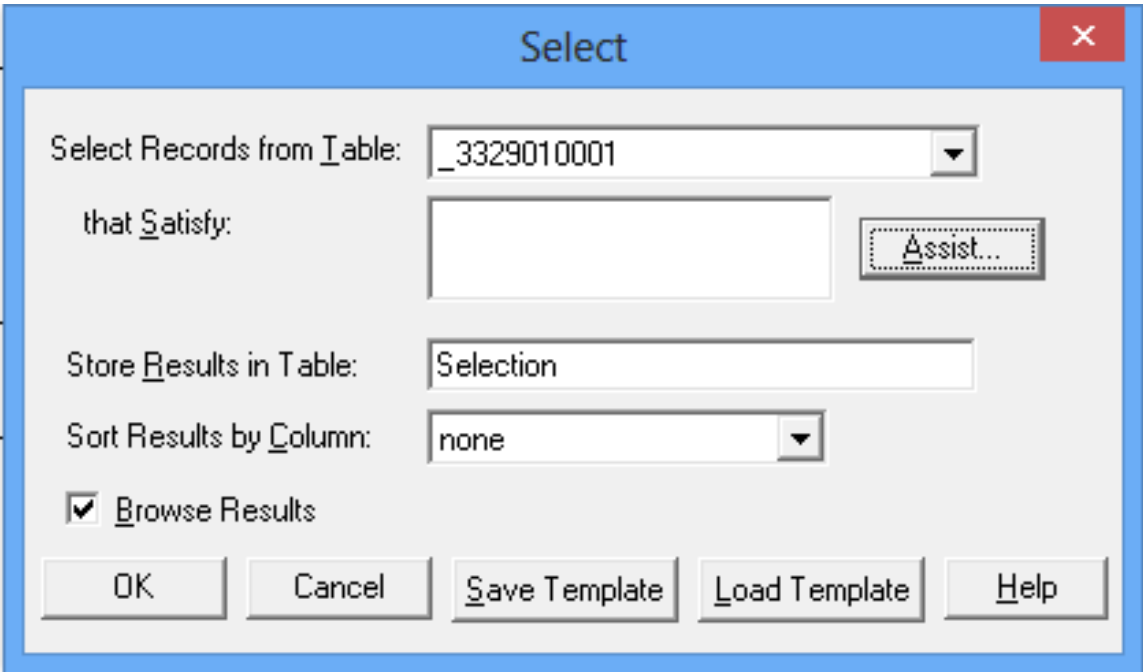 Select
Select Records from Table: _3329010001
that Satisfy: Assist...
Store Results in Table: Selection
Sort Results by Column: none
Browse Results
OK Cancel Save Template Load Template Help